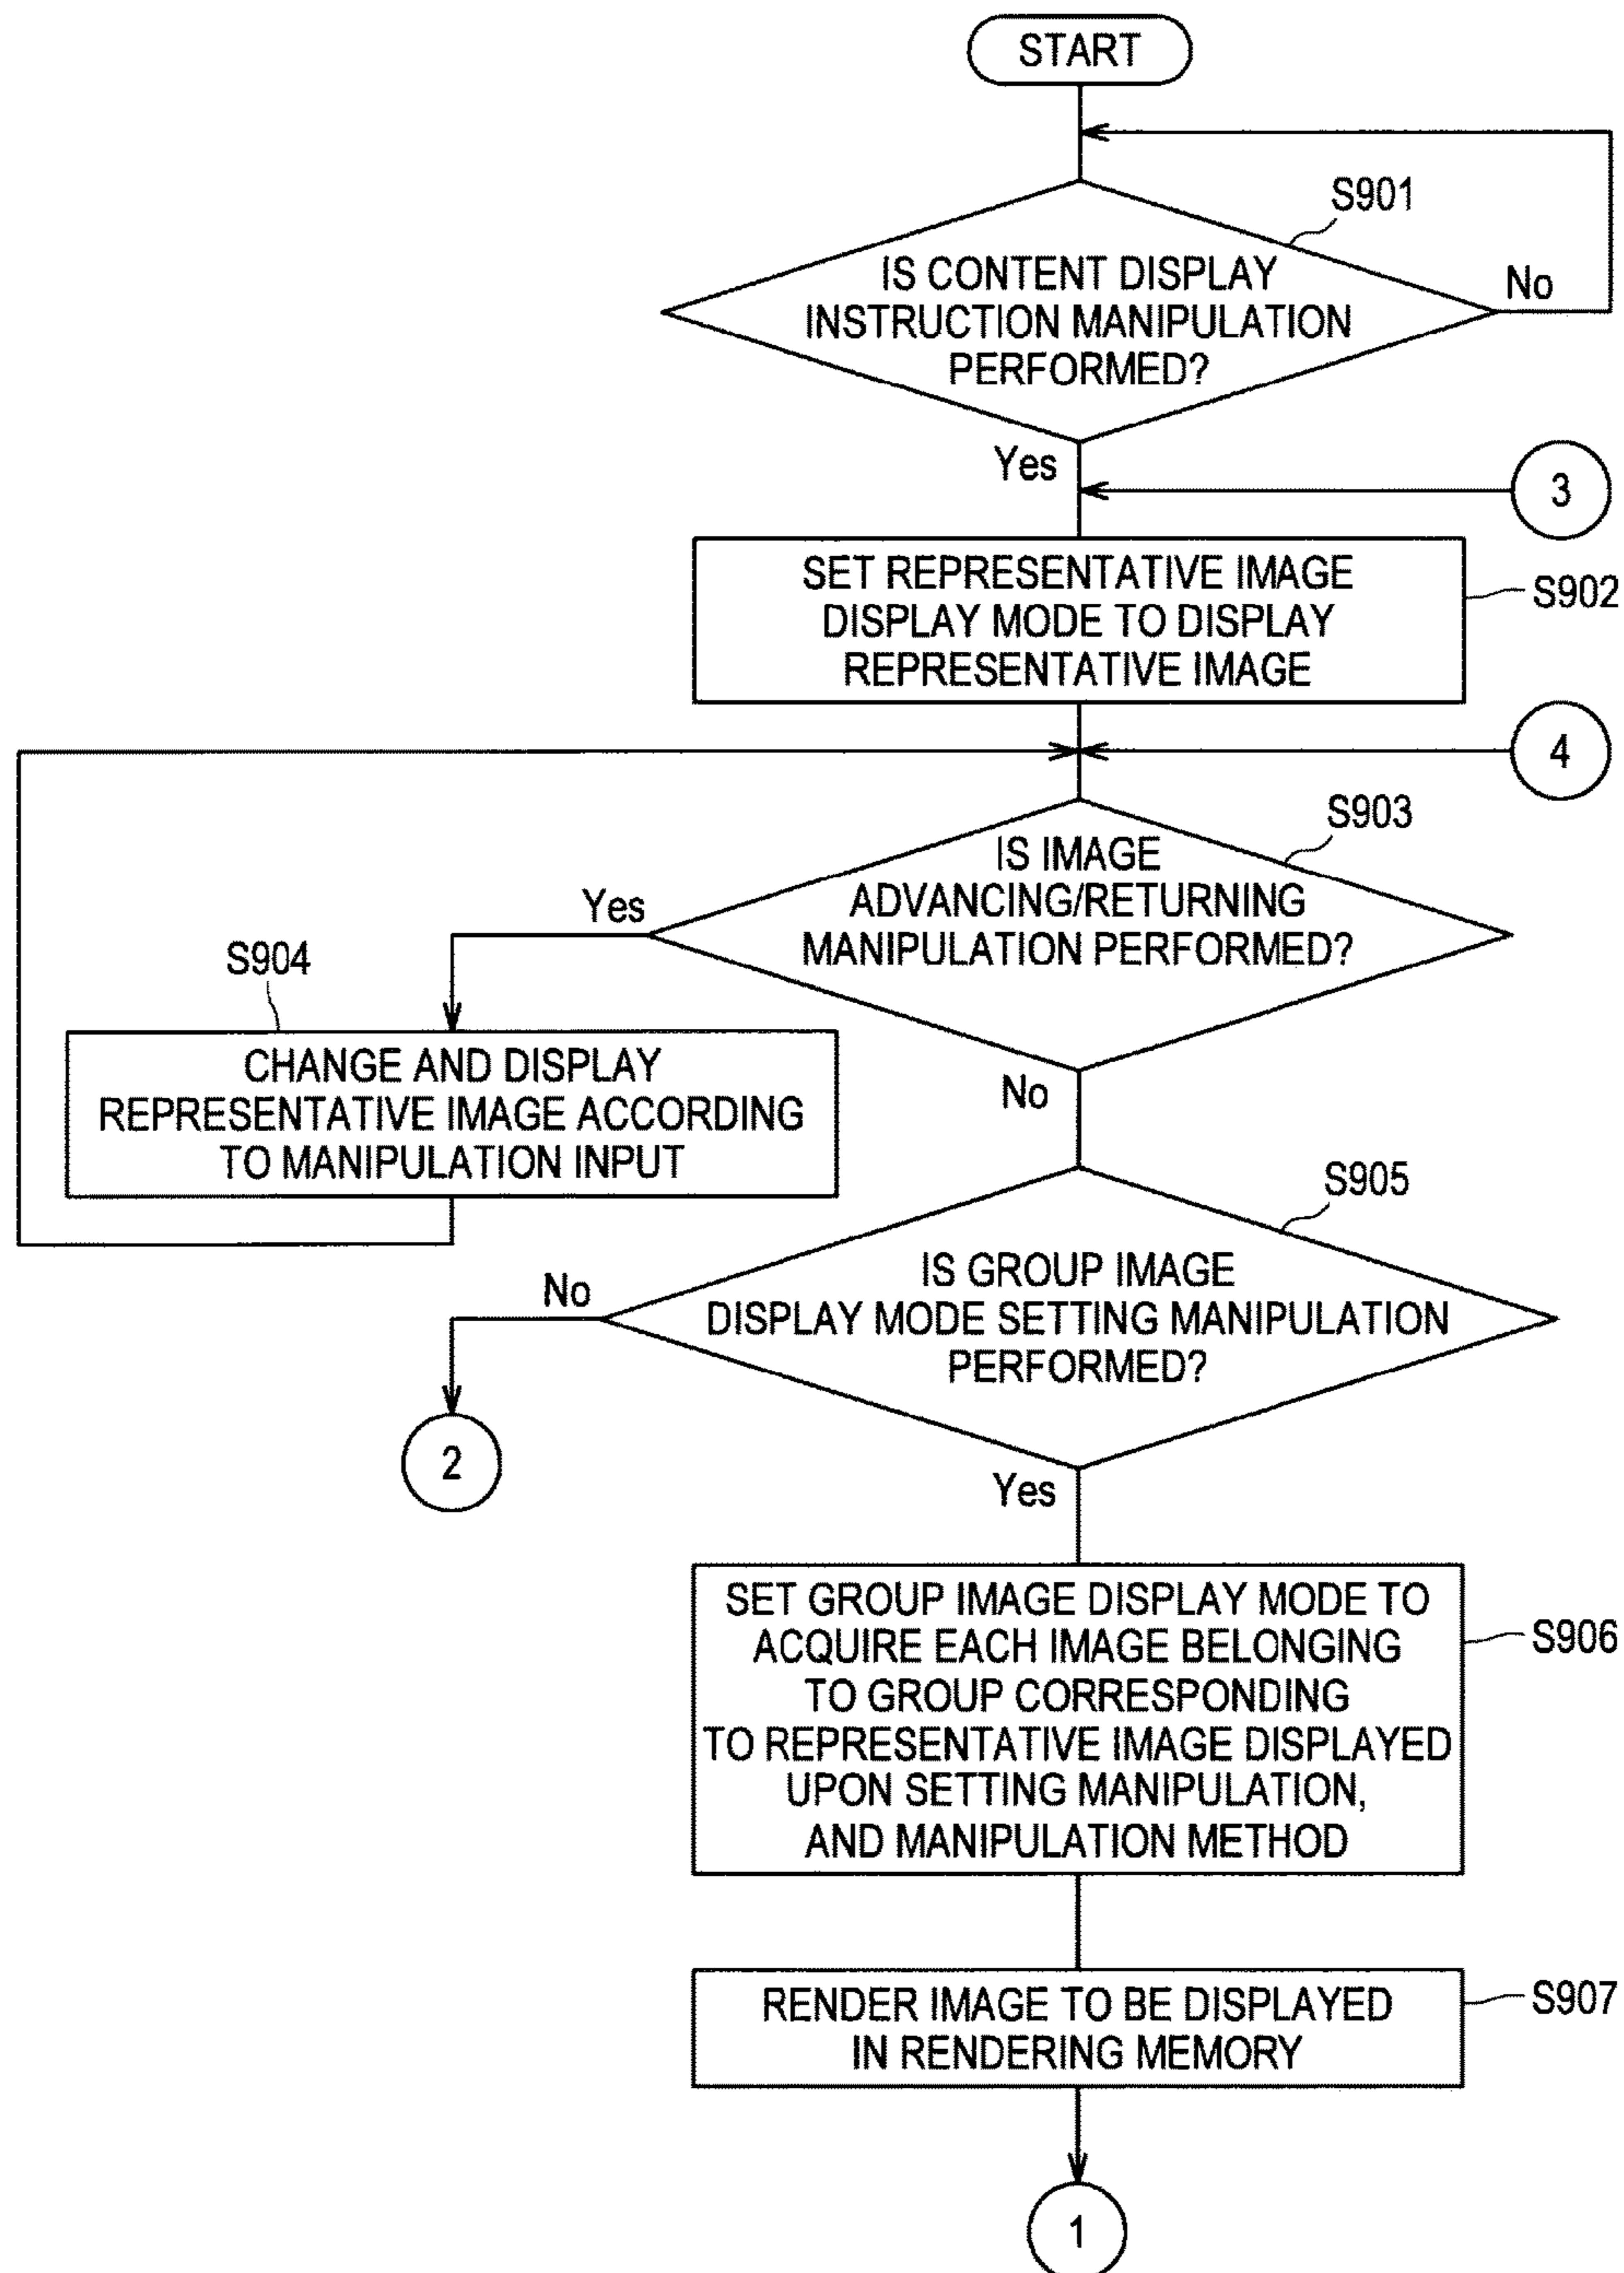 START
S901
IS CONTENT DISPLAY
INSTRUCTION MANIPULATION
PERFORMED?
No
Yes
3
SET REPRESENTATIVE IMAGE
DISPLAY MODE TO DISPLAY
REPRESENTATIVE IMAGE
S902
4
S903
IS IMAGE
ADVANCING/RETURNING
MANIPULATION PERFORMED?
Yes
S904
CHANGE AND DISPLAY
REPRESENTATIVE IMAGE ACCORDING
TO MANIPULATION INPUT
No
S905
IS GROUP IMAGE
DISPLAY MODE SETTING MANIPULATION
PERFORMED?
No
2
Yes
SET GROUP IMAGE DISPLAY MODE TO
ACQUIRE EACH IMAGE BELONGING
TO GROUP CORRESPONDING
TO REPRESENTATIVE IMAGE DISPLAYED
UPON SETTING MANIPULATION,
AND MANIPULATION METHOD
S906
RENDER IMAGE TO BE DISPLAYED
IN RENDERING MEMORY
S907
1